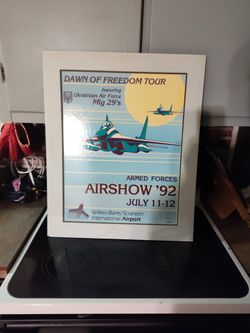 DAWN OF FREEDOM TOUR
featuring
Ukrainian Air Force
Mig 29's
ARMED FORCES
AIRSHOW '92
JULY 11-12
Wilkes-Barre/Scranton
International Airport